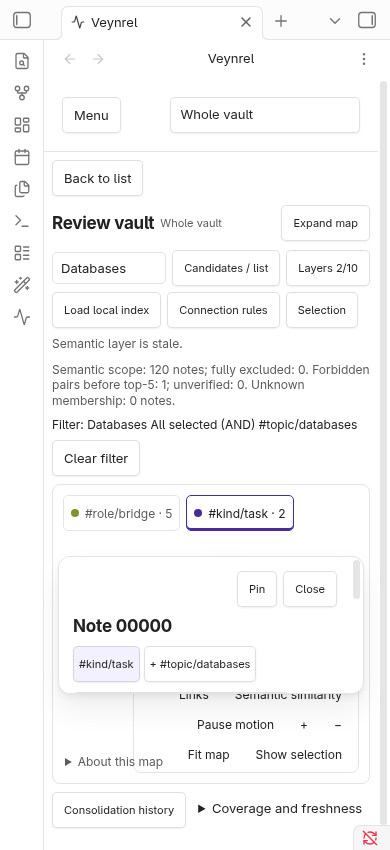 Veynrel
Veynrel
Menu
Whole vault
Back to list
Review vault Whole vault
Expand map
Databases
Candidates / list
Layers 2/10
Load local index
Connection rules
Selection
Semantic layer is stale.
Semantic scope: 120 notes; fully excluded: 0. Forbidden
pairs before top-5: 1; unverified: 0. Unknown
membership: 0 notes.
Filter: Databases All selected (AND) #topic/databases
Clear filter
#role/bridge · 5
#kind/task · 2
Pin
Close
Note 00000
#kind/task
+ #topic/databases
Links
Semantic similarity
Pause motion
+
−
Fit map
Show selection
▶ About this map
Consolidation history
▶ Coverage and freshness